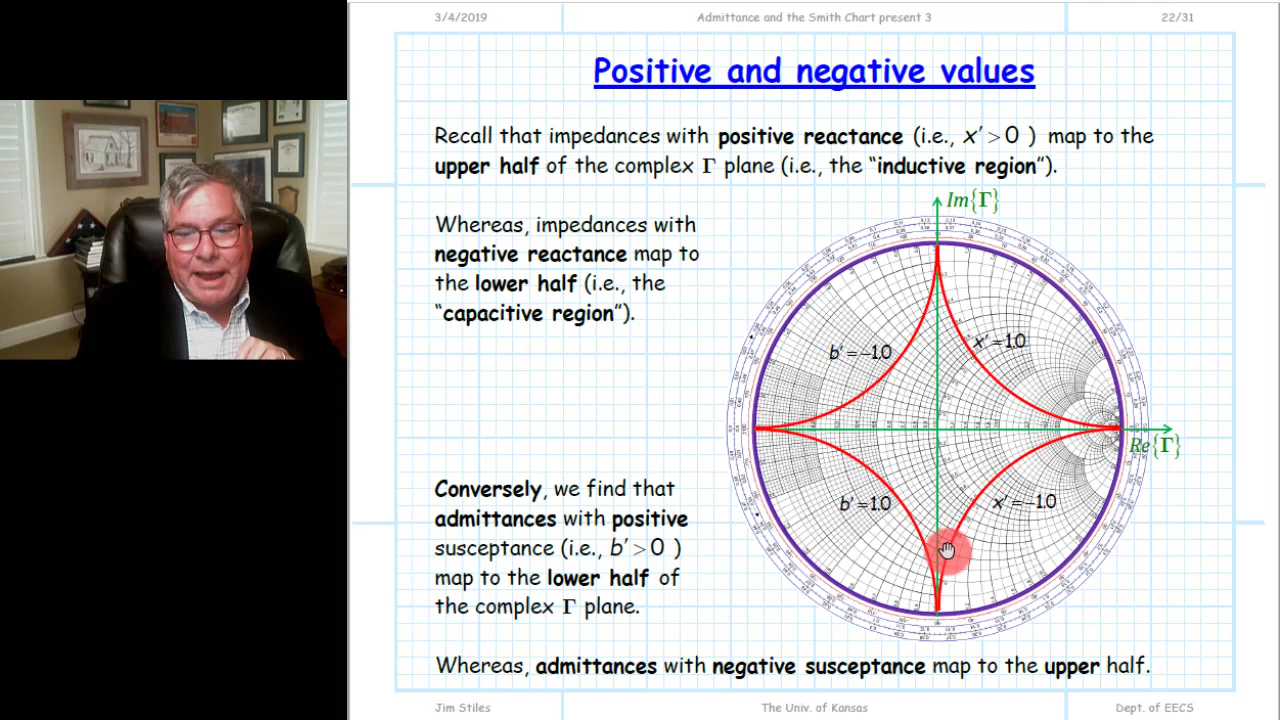 3/4/2019 Admittance and the Smith Chart present 3 22/31
Positive and negative values
Recall that impedances with positive reactance (i.e., x′ > 0 ) map to the
upper half of the complex Γ plane (i.e., the “inductive region”).
Whereas, impedances with
negative reactance map to
the lower half (i.e., the
“capacitive region”).
Im{Γ}
b′ = −1.0
x′ = 1.0
Re{Γ}
b′ = 1.0
x′ = −1.0
Conversely, we find that
admittances with positive
susceptance (i.e., b′ > 0 )
map to the lower half of
the complex Γ plane.
Whereas, admittances with negative susceptance map to the upper half.
Jim Stiles The Univ. of Kansas Dept. of EECS